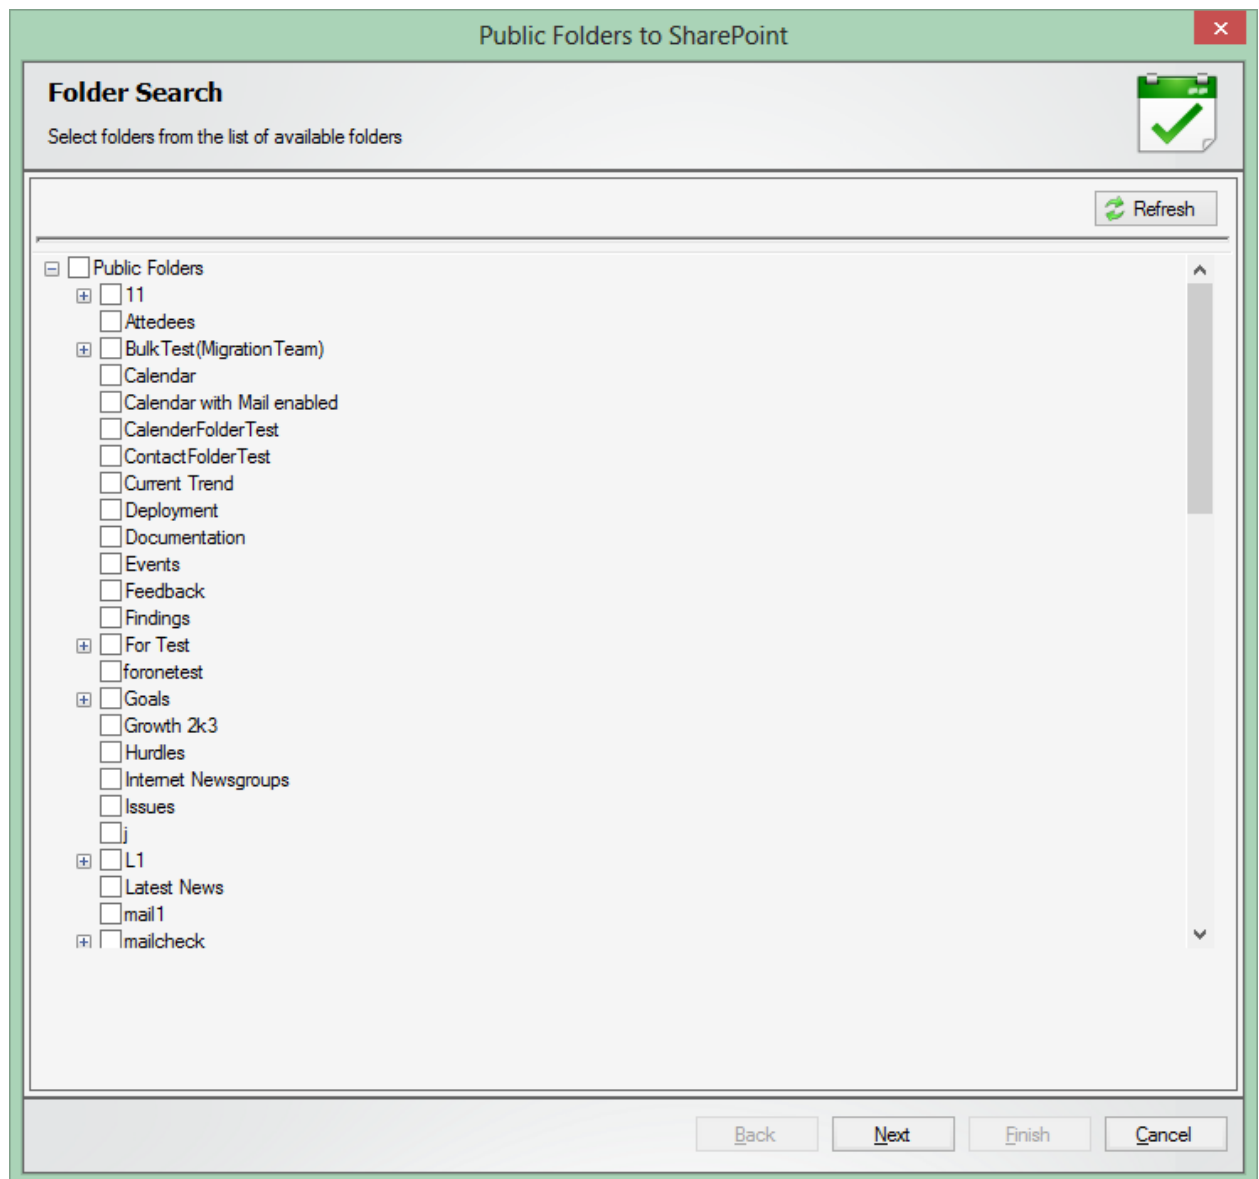 Public Folders to SharePoint
Folder Search
Select folders from the list of available folders
Refresh
Public Folders
11
Attedees
BulkTest(MigrationTeam)
Calendar
Calendar with Mail enabled
CalenderFolderTest
ContactFolderTest
Current Trend
Deployment
Documentation
Events
Feedback
Findings
For Test
foronetest
Goals
Growth 2k3
Hurdles
Internet Newsgroups
Issues
j
L1
Latest News
mail1
mailcheck
Back Next Finish Cancel